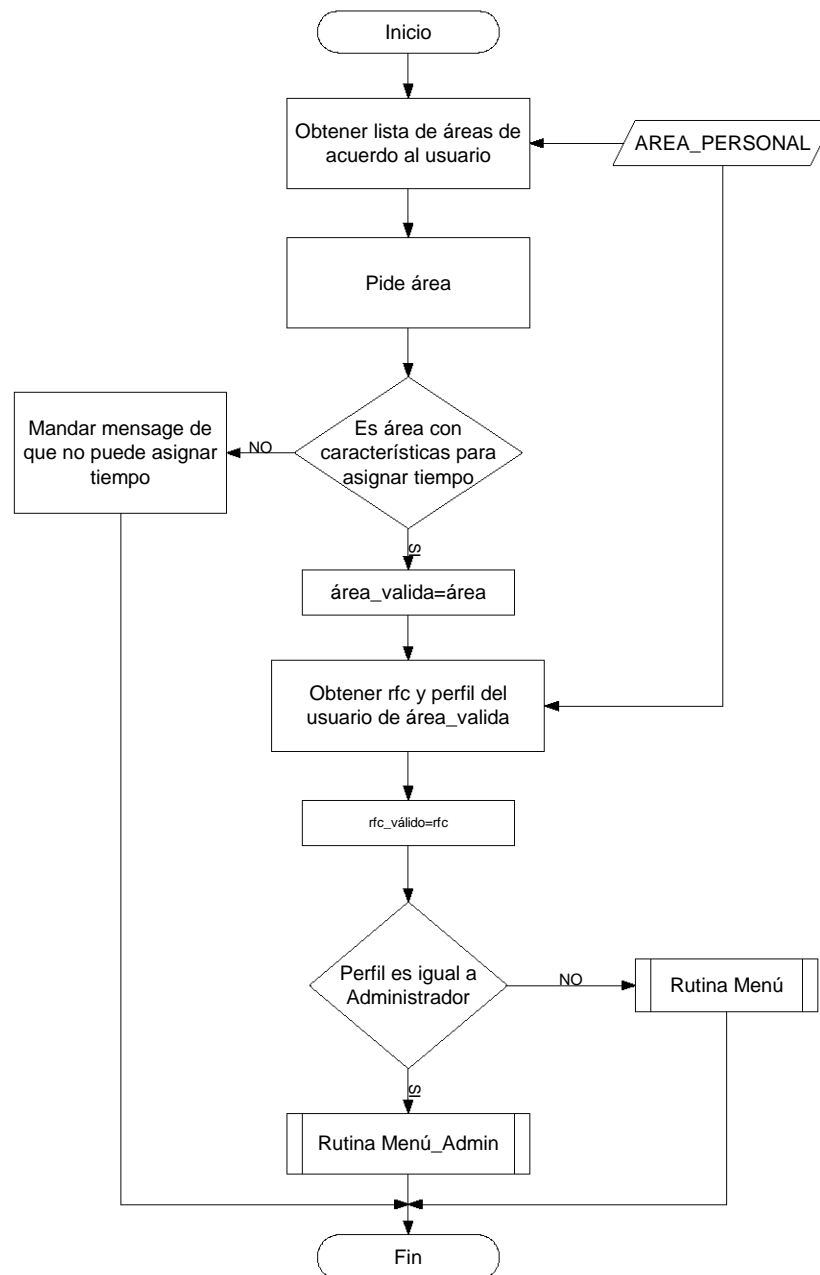 Inicio
Obtener lista de áreas de
acuerdo al usuario
AREA_PERSONAL
Pide área
Mandar mensage de
que no puede asignar
tiempo
NO
Es área con
características para
asignar tiempo
SI
área_valida=área
Obtener rfc y perfil del
usuario de área_valida
rfc_válido=rfc
Perfil es igual a
Administrador
NO
Rutina Menú
SI
Rutina Menú_Admin
Fin